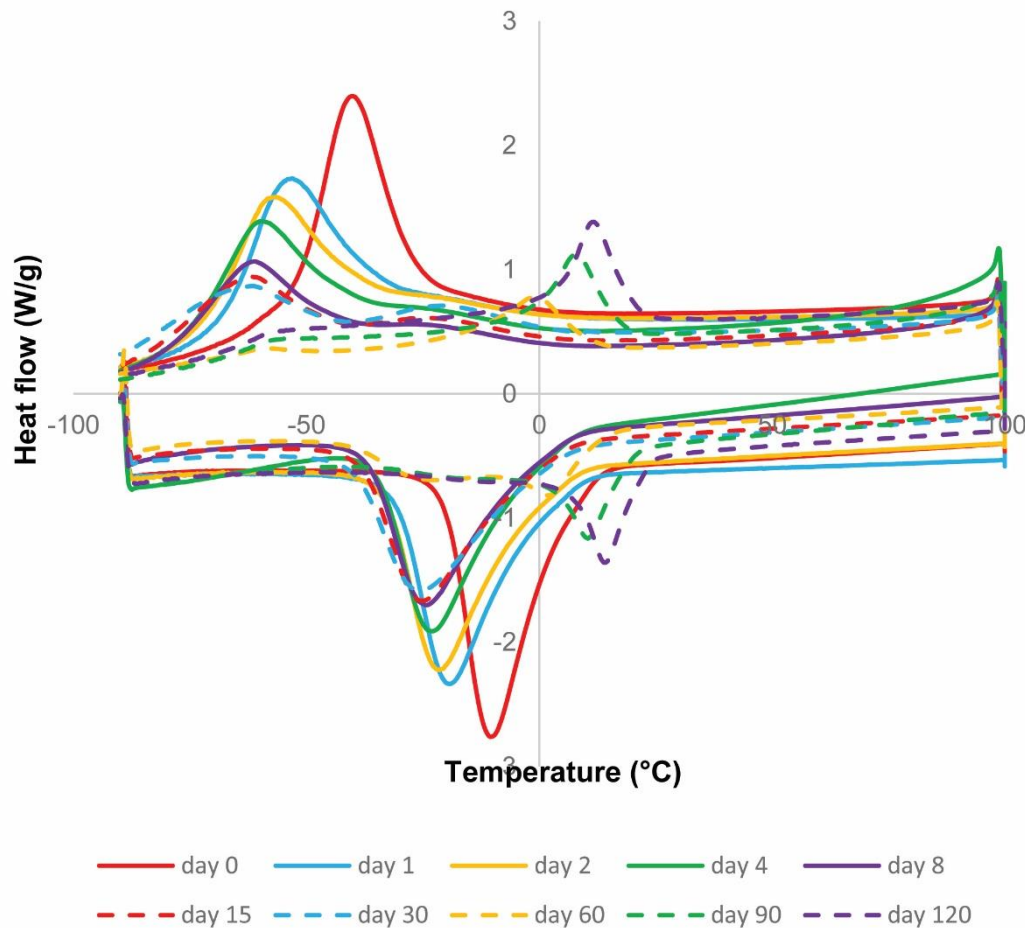 3
2
1
0
-100
-50
0
50
100
-1
-2
-3
Heat flow (W/g)
Temperature (°C)
day 0
day 1
day 2
day 4
day 8
day 15
day 30
day 60
day 90
day 120